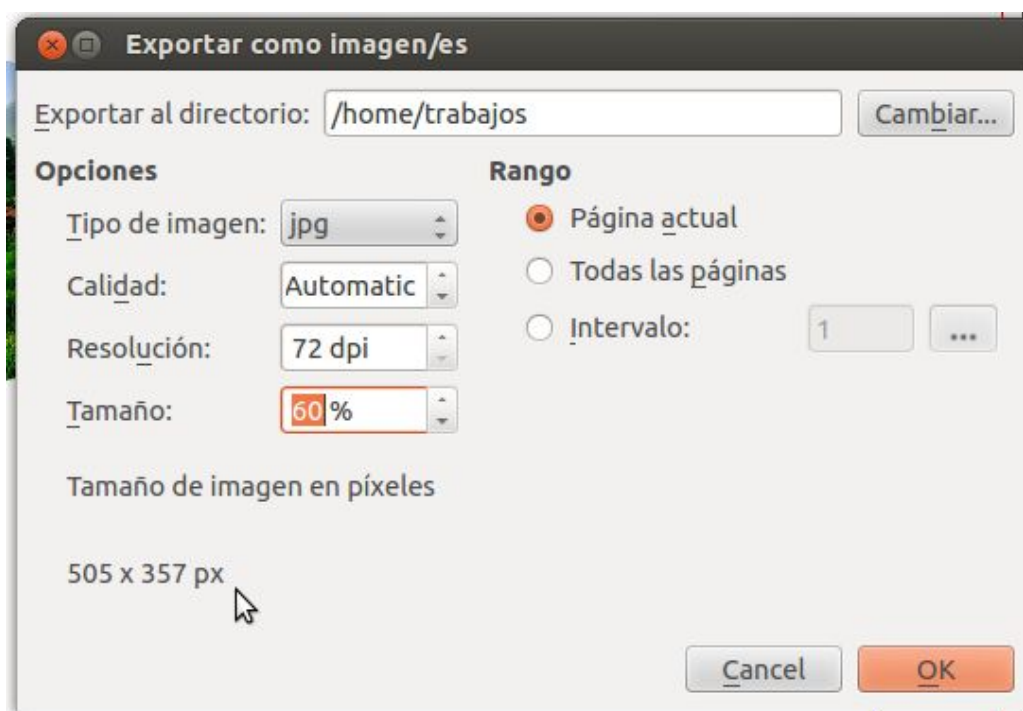 Exportar como imagen/es
Exportar al directorio: /home/trabajos Cambiar...
Opciones
Tipo de imagen: jpg
Calidad: Automatic
Resolución: 72 dpi
Tamaño: 60 %
Tamaño de imagen en píxeles
505 x 357 px
Rango
Página actual
Todas las páginas
Intervalo: 1 ...
Cancel OK